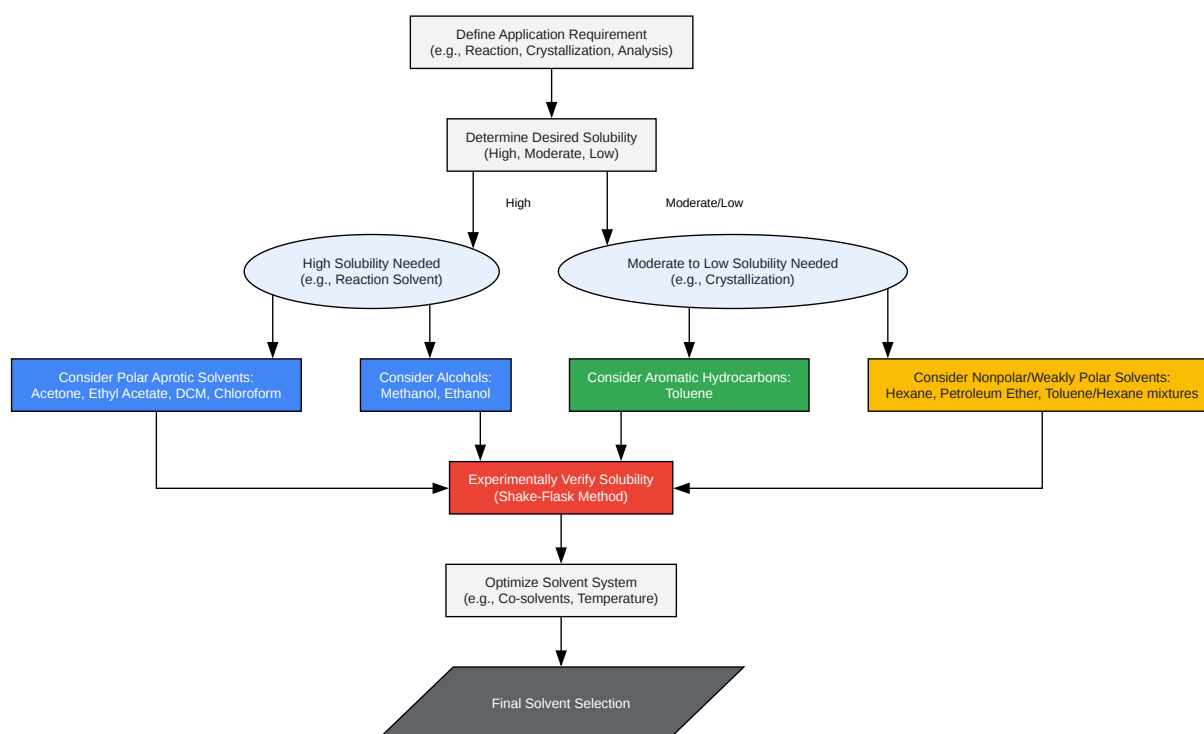 Define Application Requirement
(e.g., Reaction, Crystallization, Analysis)
Determine Desired Solubility
(High, Moderate, Low)
High
Moderate/Low
High Solubility Needed
(e.g., Reaction Solvent)
Moderate to Low Solubility Needed
(e.g., Crystallization)
Consider Polar Aprotic Solvents:
Acetone, Ethyl Acetate, DCM, Chloroform
Consider Alcohols:
Methanol, Ethanol
Consider Aromatic Hydrocarbons:
Toluene
Consider Nonpolar/Weakly Polar Solvents:
Hexane, Petroleum Ether, Toluene/Hexane mixtures
Experimentally Verify Solubility
(Shake-Flask Method)
Optimize Solvent System
(e.g., Co-solvents, Temperature)
Final Solvent Selection